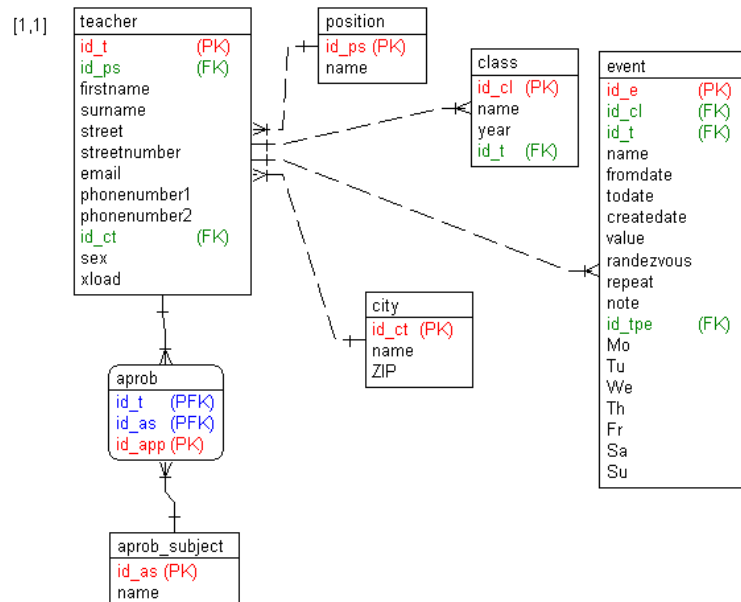 [1,1]
teacher
id_t (PK)
id_ps (FK)
firstname
surname
street
streetnumber
email
phonenumber1
phonenumber2
id_ct (FK)
sex
xload
position
id_ps (PK)
name
class
id_cl (PK)
name
year
id_t (FK)
event
id_e (PK)
id_cl (FK)
id_t (FK)
name
fromdate
todate
createdate
value
randezvous
repeat
note
id_tpe (FK)
Mo
Tu
We
Th
Fr
Sa
Su
city
id_ct (PK)
name
ZIP
aprob
id_t (PFK)
id_as (PFK)
id_app (PK)
aprob_subject
id_as (PK)
name